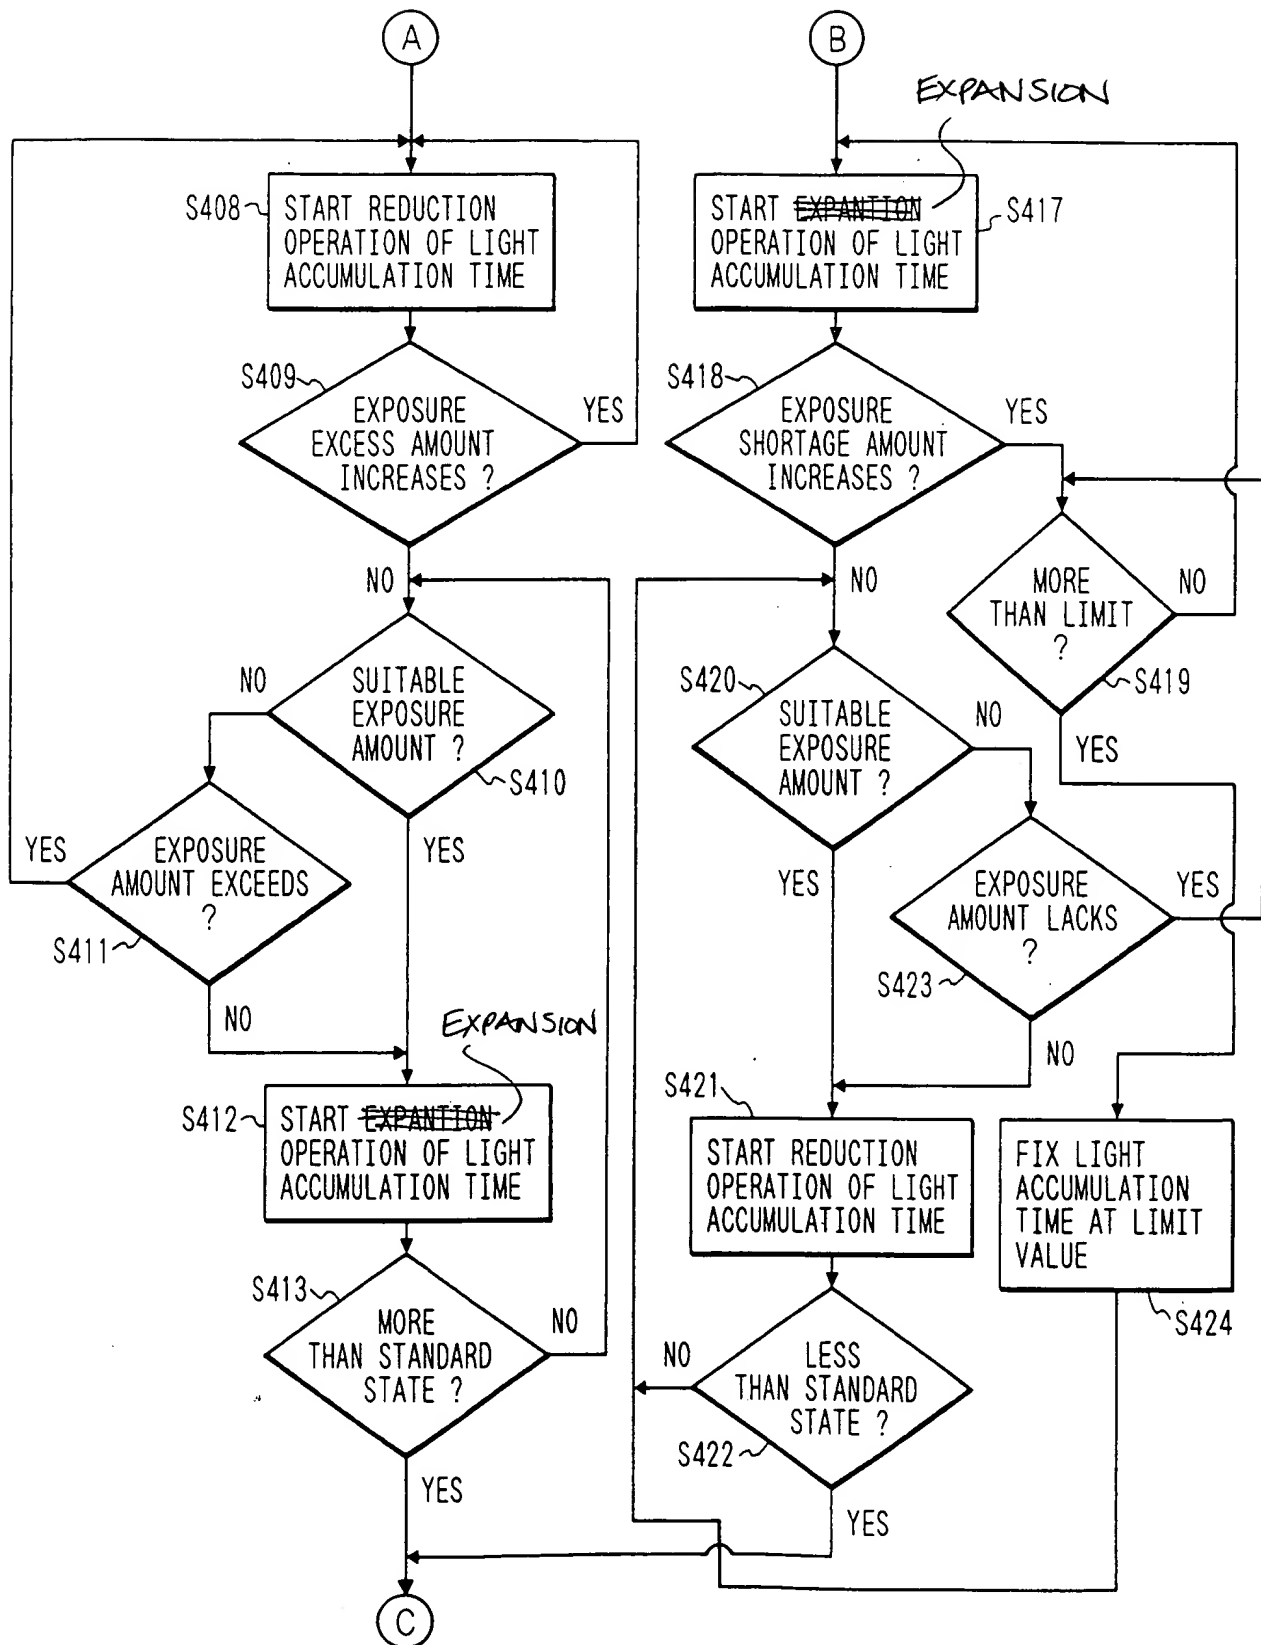 A
S408
START REDUCTION
OPERATION OF LIGHT
ACCUMULATION TIME
S409
EXPOSURE
EXCESS AMOUNT
INCREASES ?
YES
NO
SUITABLE
EXPOSURE
AMOUNT ?
S410
NO
YES
EXPOSURE
AMOUNT EXCEEDS
?
S411
YES
NO
EXPANSION
S412
START EXPANTION
OPERATION OF LIGHT
ACCUMULATION TIME
S413
MORE
THAN STANDARD
STATE ?
NO
YES
C
B
EXPANSION
START EXPANTION
OPERATION OF LIGHT
ACCUMULATION TIME
S417
S418
EXPOSURE
SHORTAGE AMOUNT
INCREASES ?
YES
NO
MORE
THAN LIMIT
?
S419
NO
YES
S420
SUITABLE
EXPOSURE
AMOUNT ?
NO
YES
EXPOSURE
AMOUNT LACKS
?
S423
YES
NO
S421
START REDUCTION
OPERATION OF LIGHT
ACCUMULATION TIME
LESS
THAN STANDARD
STATE ?
S422
NO
YES
FIX LIGHT
ACCUMULATION
TIME AT LIMIT
VALUE
S424